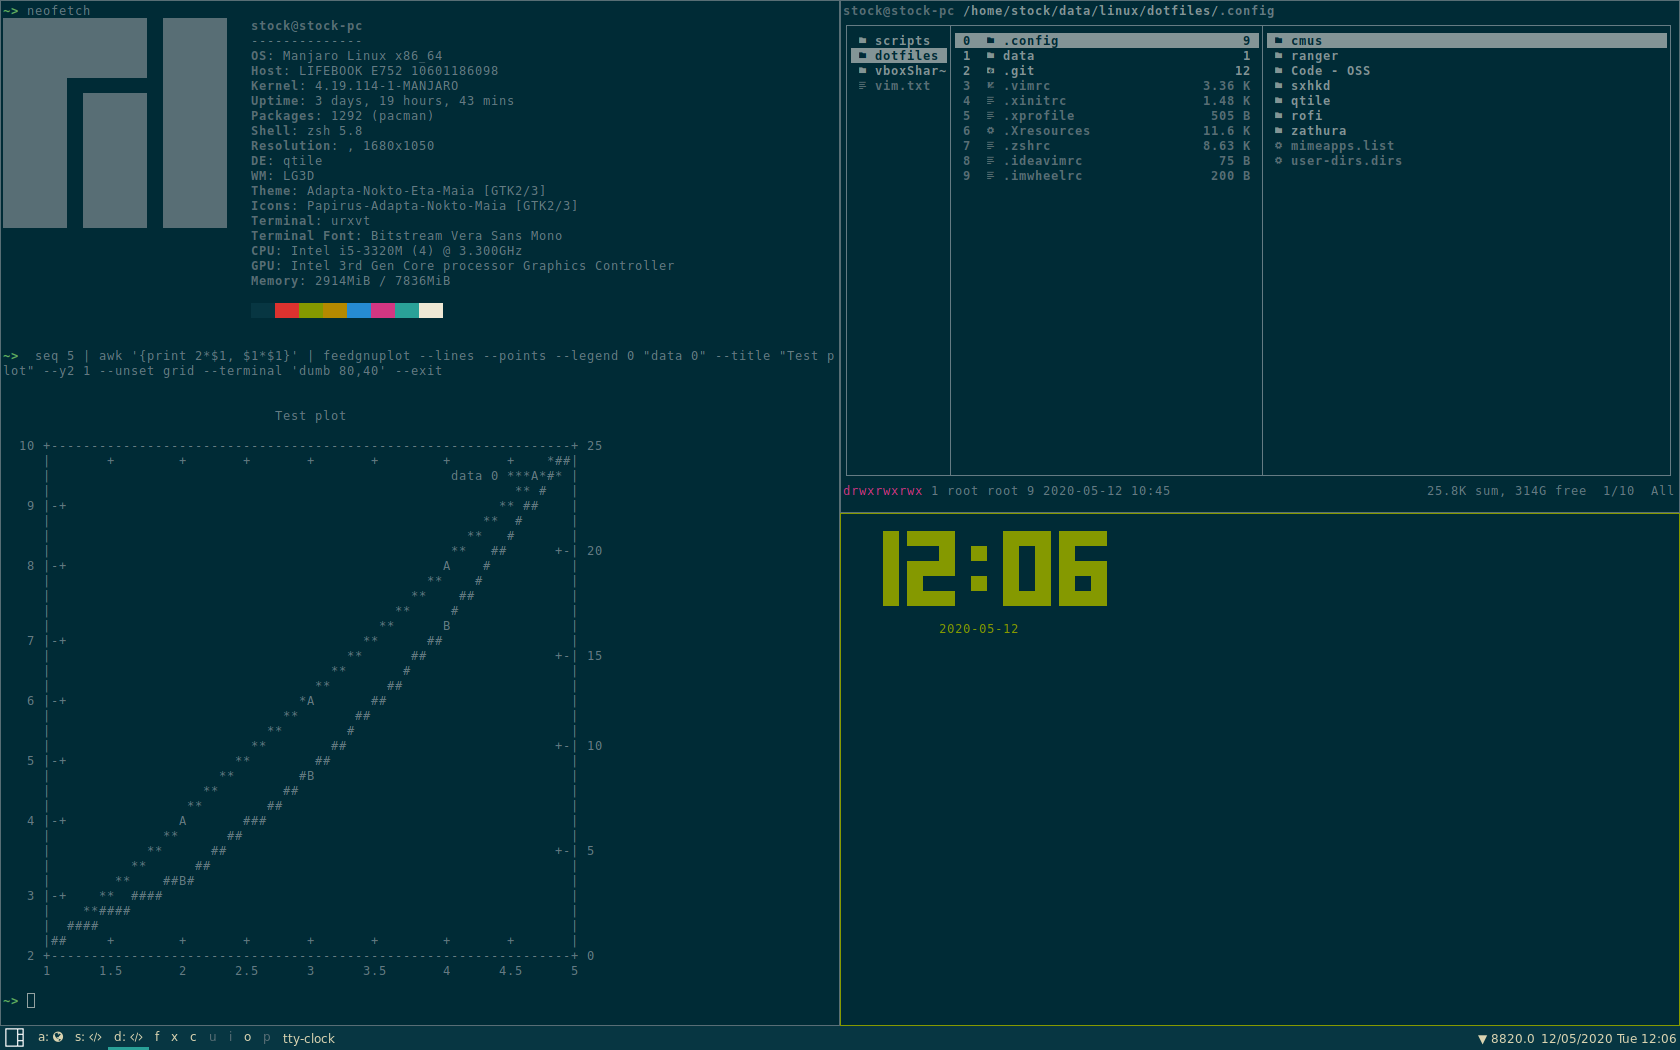 ~> neofetch
stock@stock-pc
--------------
OS: Manjaro Linux x86_64
Host: LIFEBOOK E752 10601186098
Kernel: 4.19.114-1-MANJARO
Uptime: 3 days, 19 hours, 43 mins
Packages: 1292 (pacman)
Shell: zsh 5.8
Resolution: , 1680x1050
DE: qtile
WM: LG3D
Theme: Adapta-Nokto-Eta-Maia [GTK2/3]
Icons: Papirus-Adapta-Nokto-Maia [GTK2/3]
Terminal: urxvt
Terminal Font: Bitstream Vera Sans Mono
CPU: Intel i5-3320M (4) @ 3.300GHz
GPU: Intel 3rd Gen Core processor Graphics Controller
Memory: 2914MiB / 7836MiB
~>  seq 5 | awk '{print 2*$1, $1*$1}' | feedgnuplot --lines --points --legend 0 "data 0" --title "Test p
lot" --y2 1 --unset grid --terminal 'dumb 80,40' --exit
Test plot
10 +-----------------------------------------------------------------+ 25
|       +        +       +       +       +        +       +    *##|
|                                                  data 0 ***A*#* |
|                                                          ** #   |
9 |-+                                                      ** ##    |
|                                                      **  #      |
|                                                    **   #       |
|                                                  **   ##      +-| 20
8 |-+                                               A    #          |
|                                               **    #           |
|                                             **    ##            |
|                                           **     #              |
|                                         **      B               |
7 |-+                                     **      ##                |
|                                     **      ##                +-| 15
|                                   **       #                    |
|                                 **       ##                     |
6 |-+                             *A       ##                       |
|                             **       ##                         |
|                           **        #                           |
|                         **        ##                          +-| 10
5 |-+                     **        ##                              |
|                     **        #B                                |
|                   **        ##                                  |
|                 **        ##                                    |
4 |-+              A       ###                                      |
|              **      ##                                         |
|            **      ##                                         +-| 5
|          **      ##                                             |
|        **    ##B#                                               |
3 |-+    **  ####                                                   |
|    **####                                                       |
|  ####                                                           |
|##     +        +       +       +       +        +       +       |
2 +-----------------------------------------------------------------+ 0
1      1.5       2      2.5      3      3.5       4      4.5      5
~>
stock@stock-pc /home/stock/data/linux/dotfiles/.config
scripts
dotfiles
vboxShar~
vim.txt
0 .config 9
1 data 1
2 .git 12
3 .vimrc 3.36 K
4 .xinitrc 1.48 K
5 .xprofile 505 B
6 .Xresources 11.6 K
7 .zshrc 8.63 K
8 .ideavimrc 75 B
9 .imwheelrc 200 B
cmus
ranger
Code - OSS
sxhkd
qtile
rofi
zathura
mimeapps.list
user-dirs.dirs
drwxrwxrwx 1 root root 9 2020-05-12 10:45 25.8K sum, 314G free  1/10  All
12:06
2020-05-12
a: s: </> d: </> f x c u i o p tty-clock ▼ 8820.0 12/05/2020 Tue 12:06